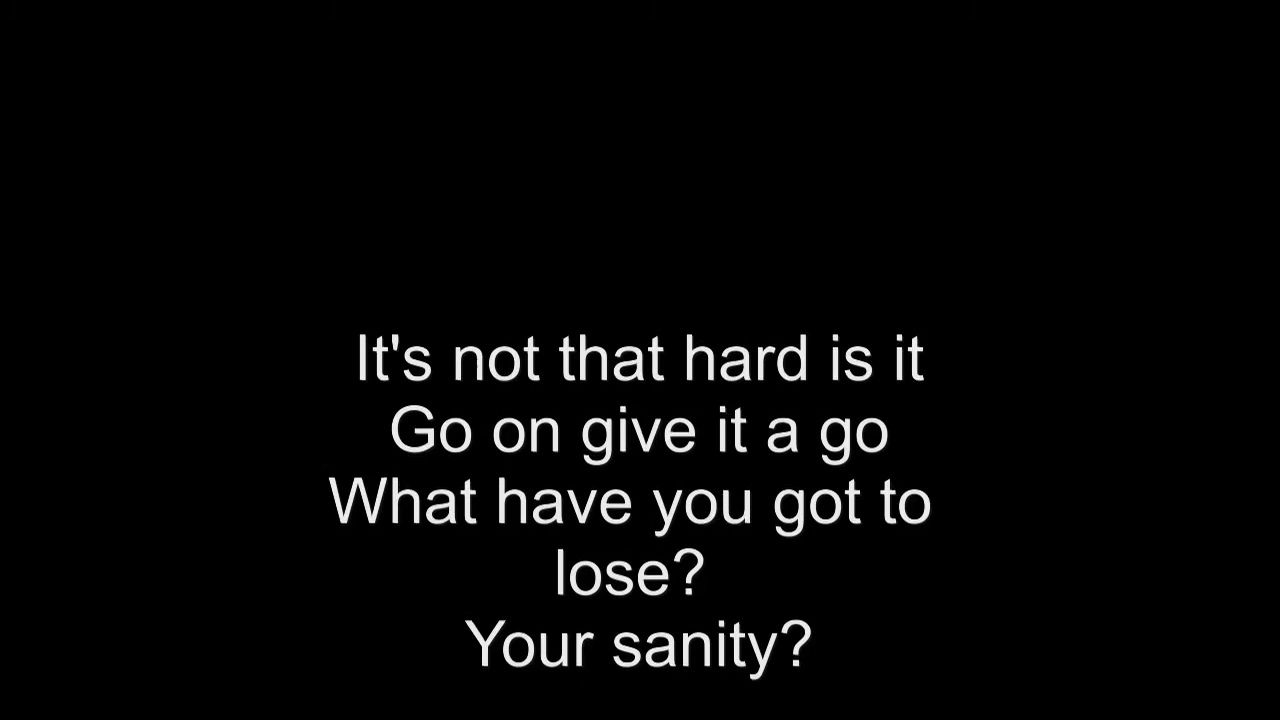 It's not that hard is it
Go on give it a go
What have you got to
lose?
Your sanity?